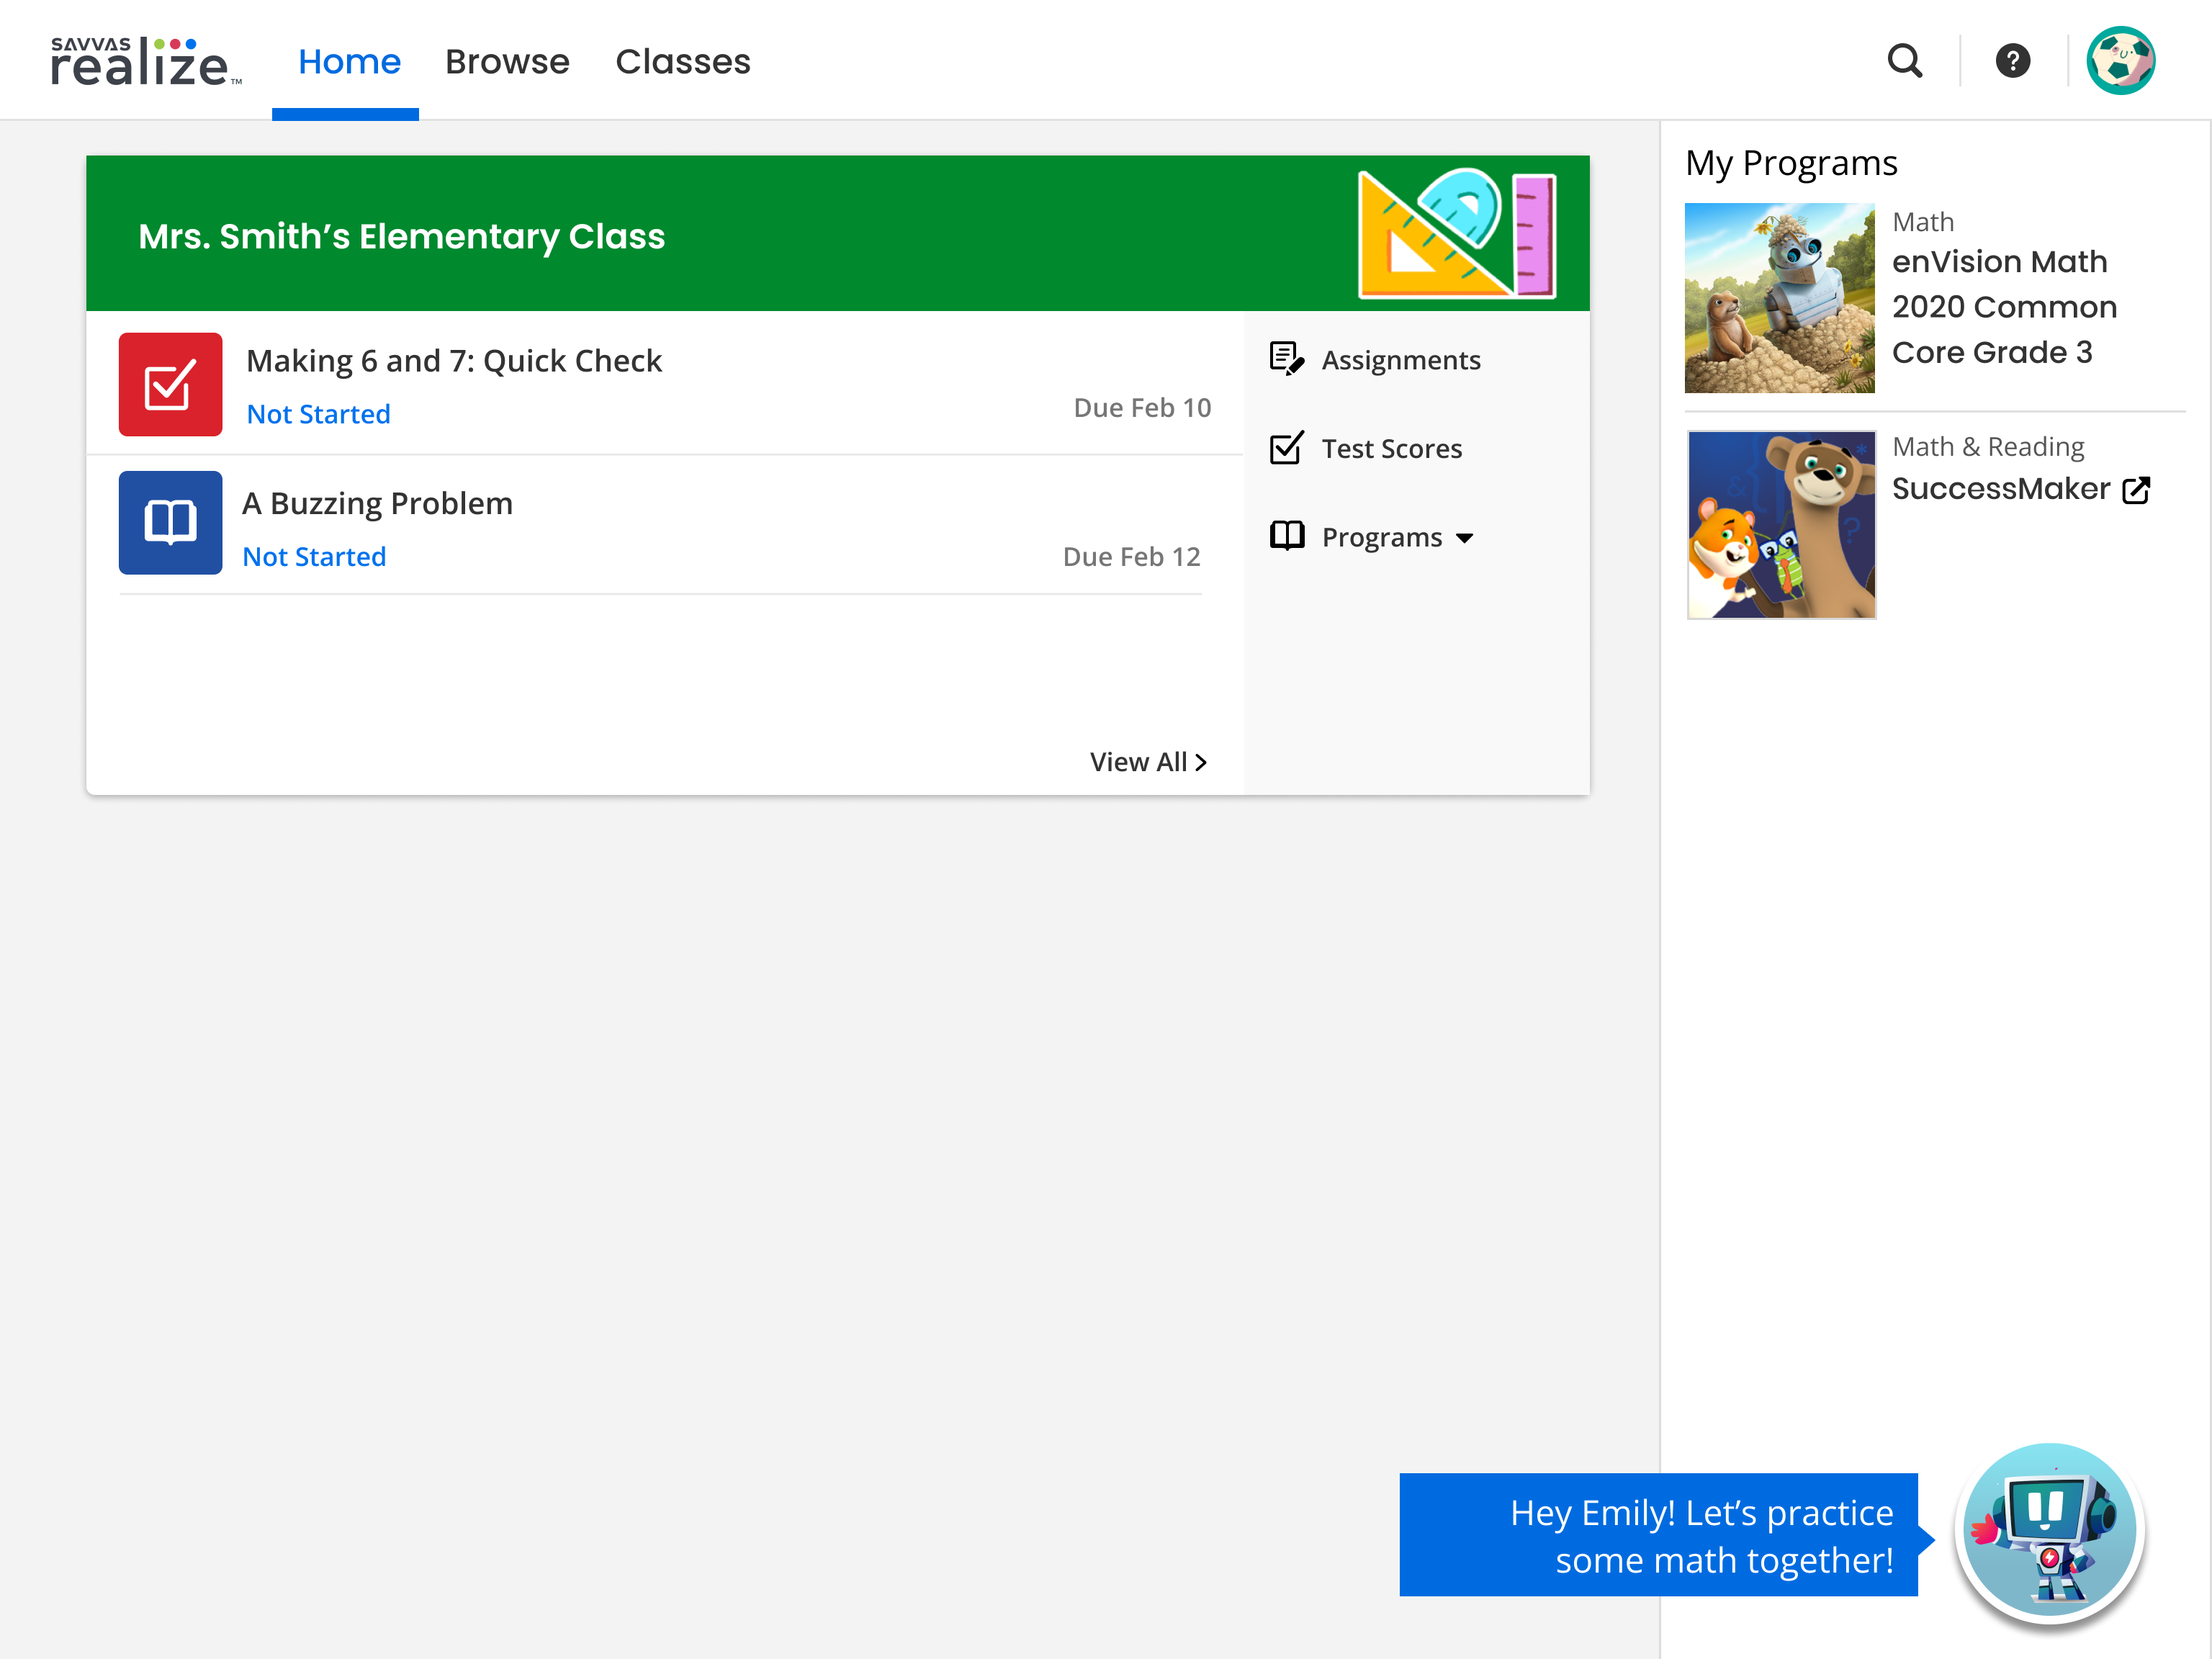 SAVVAS
realize™
Home
Browse
Classes
?
Mrs. Smith’s Elementary Class
Making 6 and 7: Quick Check
Not Started
Due Feb 10
A Buzzing Problem
Not Started
Due Feb 12
View All
Assignments
Test Scores
Programs
My Programs
Math
enVision Math
2020 Common
Core Grade 3
Math & Reading
SuccessMaker
Hey Emily! Let’s practice
some math together!